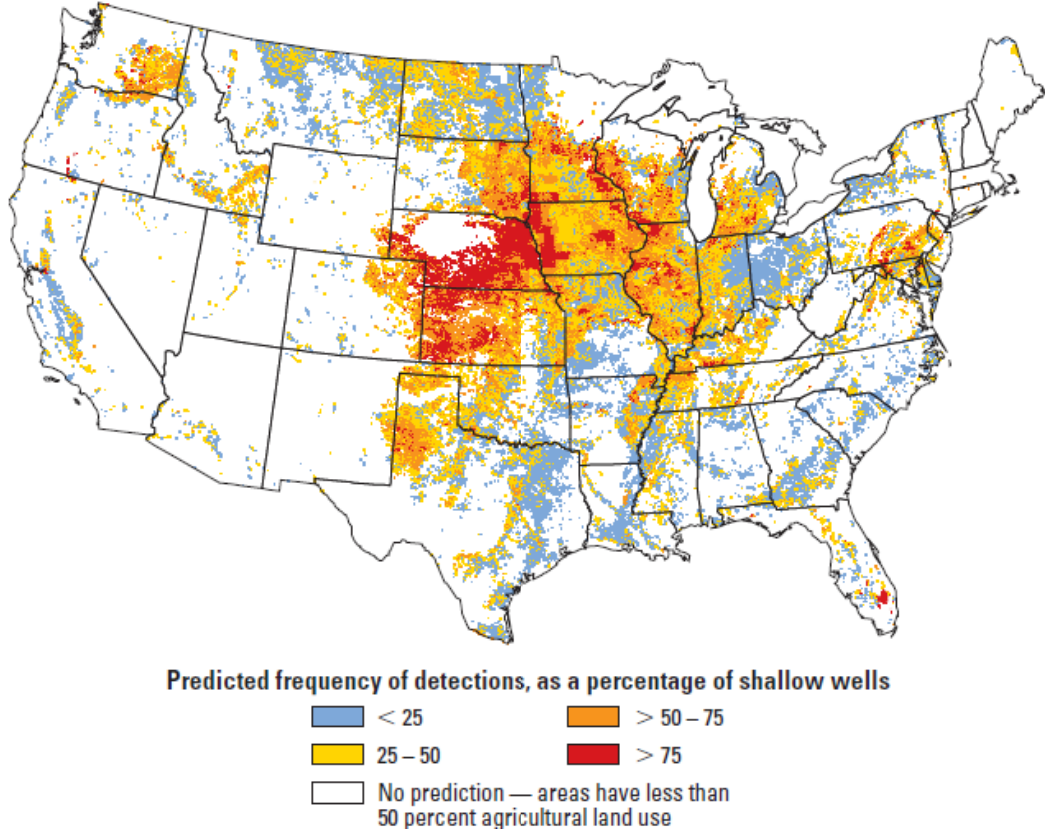 Predicted frequency of detections, as a percentage of shallow wells
< 25
> 50 – 75
25 – 50
> 75
No prediction — areas have less than
50 percent agricultural land use